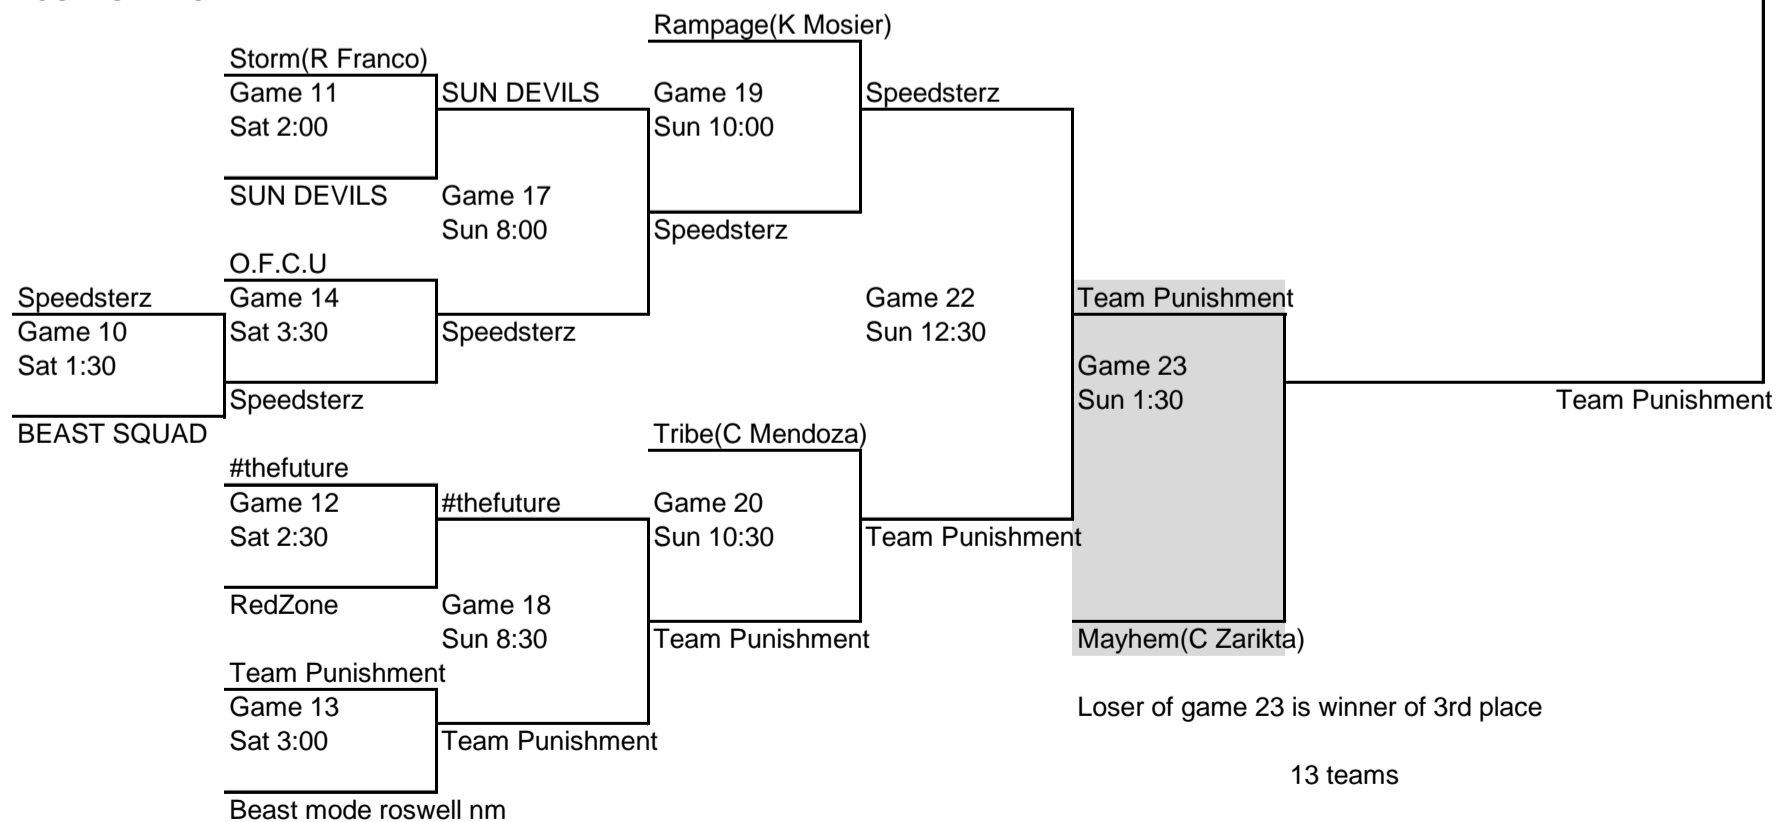 Rampage(K Mosier)
Storm(R Franco)
Game 11
Sat 2:00
SUN DEVILS
Game 19
Sun 10:00
Speedsterz
SUN DEVILS
Game 17
Sun 8:00
Speedsterz
O.F.C.U
Speedsterz
Game 10
Sat 1:30
Game 14
Sat 3:30
Speedsterz
Game 22
Sun 12:30
Team Punishment
Game 23
Sun 1:30
Team Punishment
Speedsterz
BEAST SQUAD
Tribe(C Mendoza)
#thefuture
Game 12
Sat 2:30
#thefuture
Game 20
Sun 10:30
Team Punishment
RedZone
Game 18
Sun 8:30
Team Punishment
Mayhem(C Zarikta)
Team Punishment
Game 13
Sat 3:00
Team Punishment
Loser of game 23 is winner of 3rd place
13 teams
Beast mode roswell nm